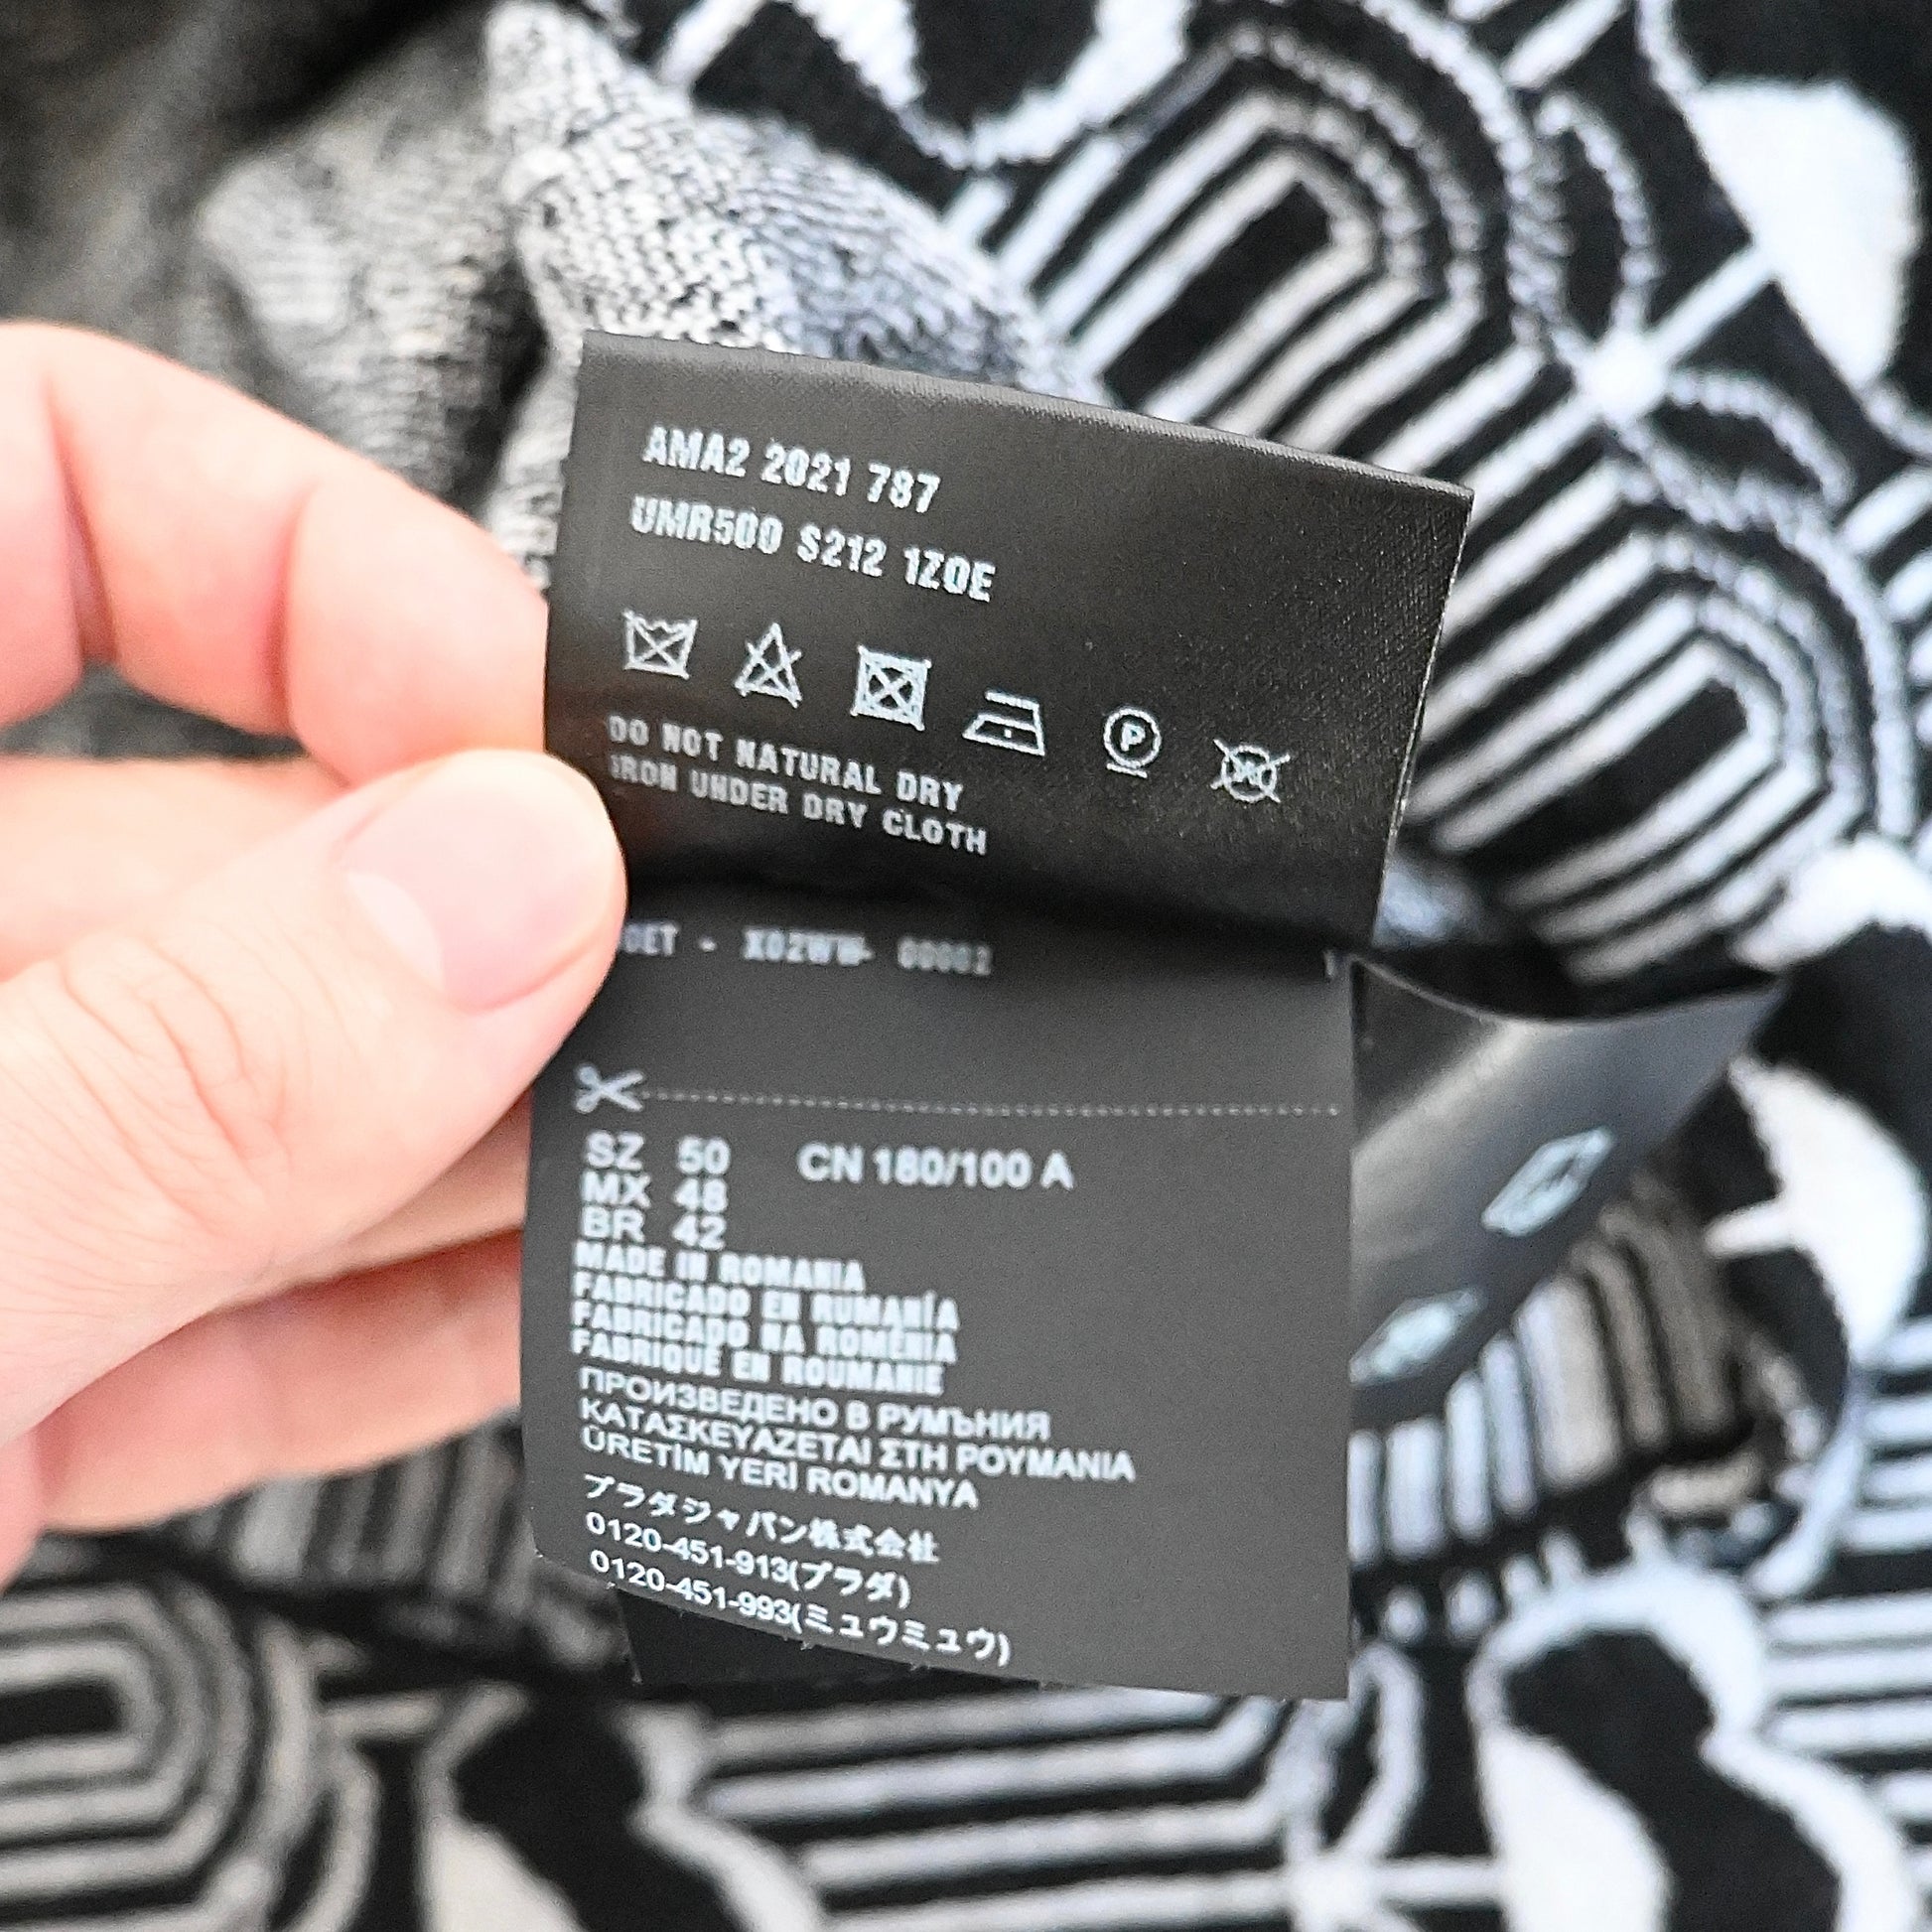 AMA2 2021 787
UMR500 S212 1Z0E
P
W
DO NOT NATURAL DRY
IRON UNDER DRY CLOTH
- X02WW- 00002
SZ 50 CN 180/100 A
MX 48
BR 42
MADE IN ROMANIA
FABRICADO EN RUMANÍA
FABRICADO NA ROMÉNIA
FABRIQUÉ EN ROUMANIE
ПРОИЗВЕДЕНО В РУМЪНИЯ
ΚΑΤΑΣΚΕΥΑΖΕΤΑΙ ΣΤΗ ΡΟΥΜΑΝΙΑ
ÜRETİM YERİ ROMANYA
プラダジャパン株式会社
0120-451-913(プラダ)
0120-451-993(ミュウミュウ)